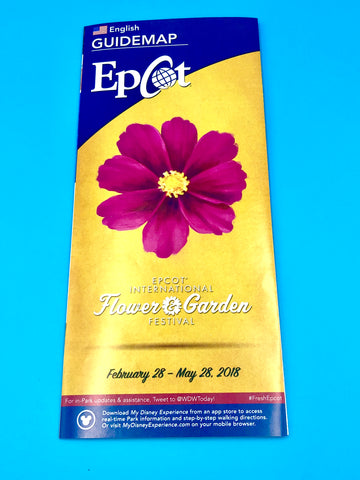 English
GUIDEMAP
Epcot
EPCOT®
INTERNATIONAL
Flower & Garden
FESTIVAL
February 28 – May 28, 2018
For in-Park updates & assistance, Tweet to @WDWToday! #FreshEpcot
Download My Disney Experience from an app store to access
real-time Park information and step-by-step walking directions.
Or visit MyDisneyExperience.com on your mobile browser.